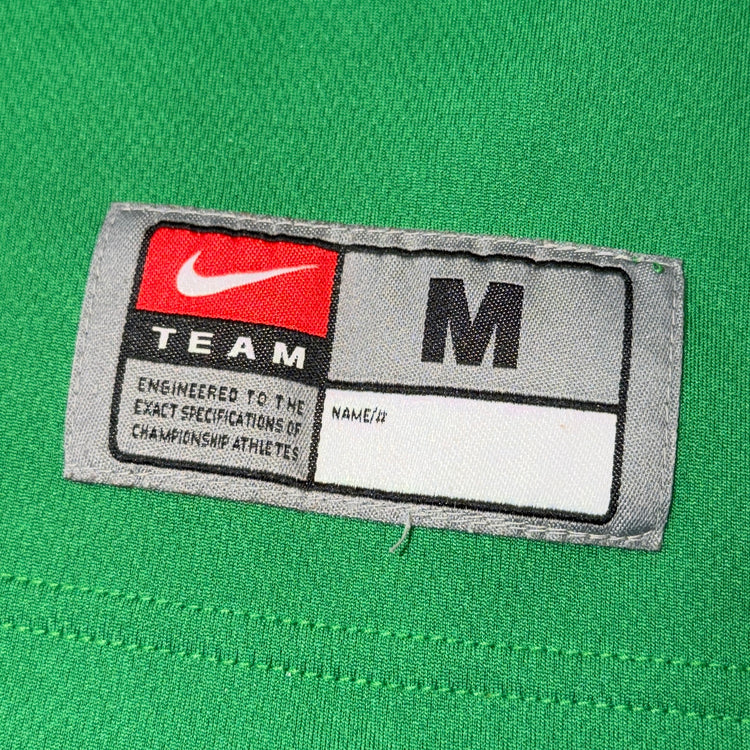 TEAM
ENGINEERED TO THE
EXACT SPECIFICATIONS OF
CHAMPIONSHIP ATHLETES
M
NAME/#